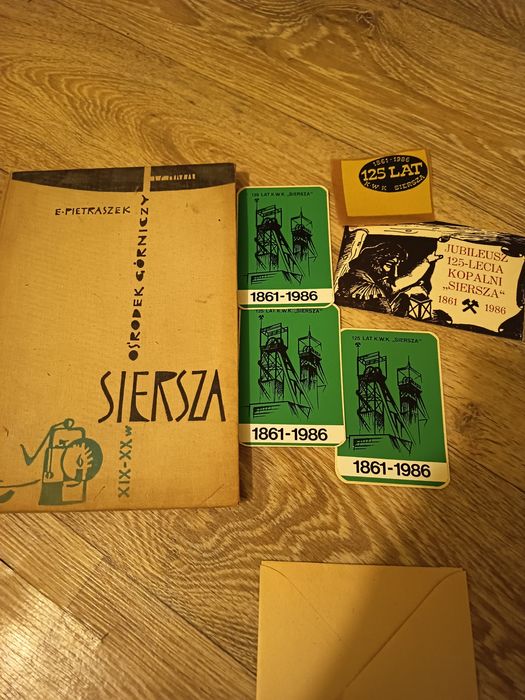 E. PIETRASZEK
OŚRODEK GÓRNICZY
SIERSZA
XIX-XX w
125 LAT K.W.K. „SIERSZA"
1861-1986
125 LAT K.W.K. „SIERSZA"
1861-1986
125 LAT K.W.K. „SIERSZA"
1861-1986
1861-1986
125 LAT
K.W.K SIERSZA
JUBILEUSZ
125-LECIA
KOPALNI
„SIERSZA"
1861 1986